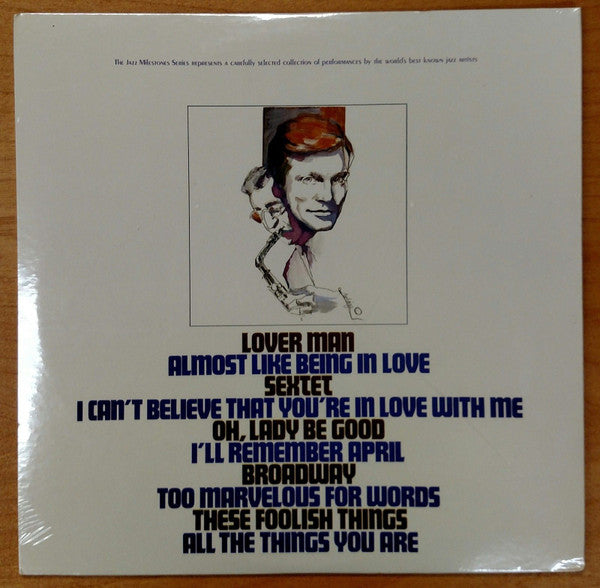 The Jazz Milestones Series represents a carefully selected collection of performances by the world's best known jazz artists
LOVER MAN
ALMOST LIKE BEING IN LOVE
SEXTET
I CAN'T BELIEVE THAT YOU'RE IN LOVE WITH ME
OH, LADY BE GOOD
I'LL REMEMBER APRIL
BROADWAY
TOO MARVELOUS FOR WORDS
THESE FOOLISH THINGS
ALL THE THINGS YOU ARE